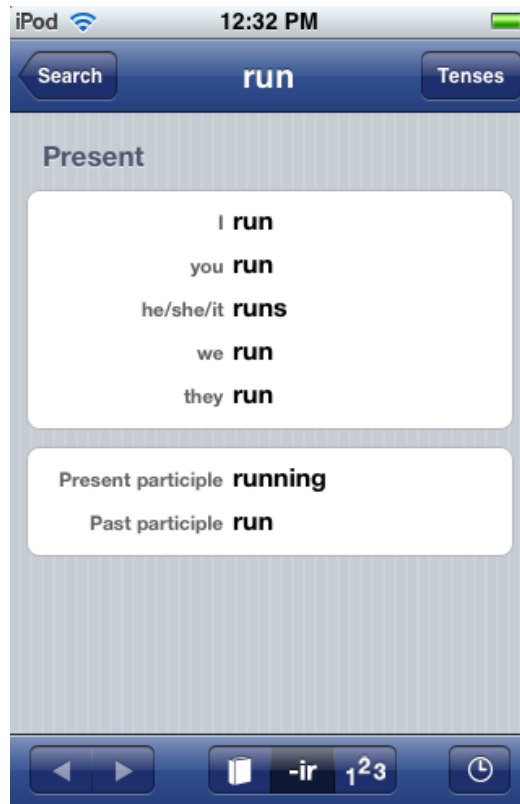 iPod 12:32 PM
Search run Tenses
Present
I run
you run
he/she/it runs
we run
they run
Present participle running
Past participle run
-ir 123